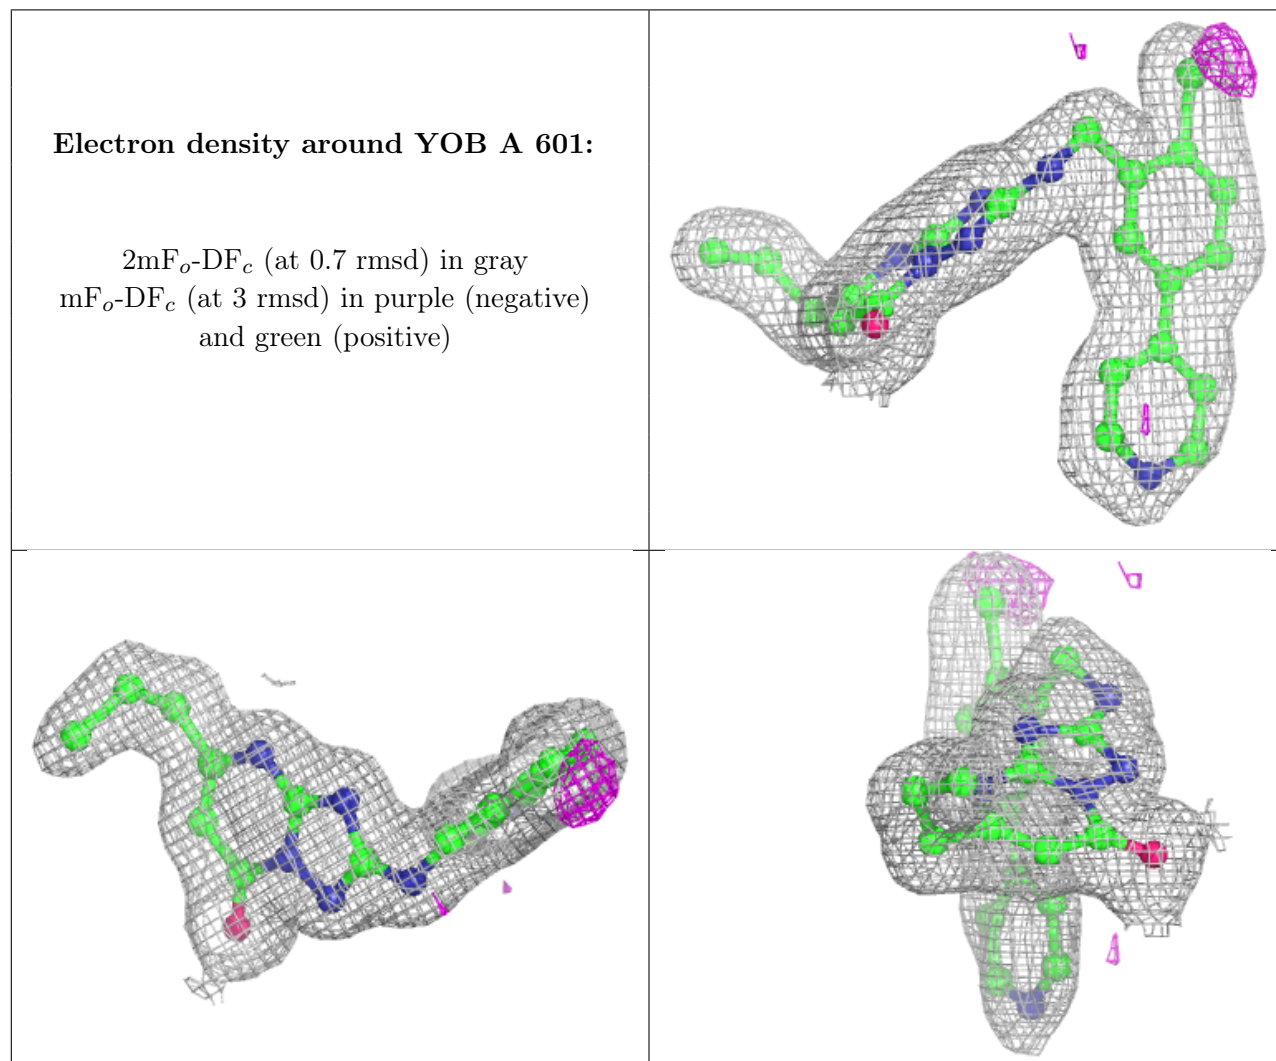 Electron density around YOB A 601:
2mFo-DFc (at 0.7 rmsd) in gray
mFo-DFc (at 3 rmsd) in purple (negative)
and green (positive)